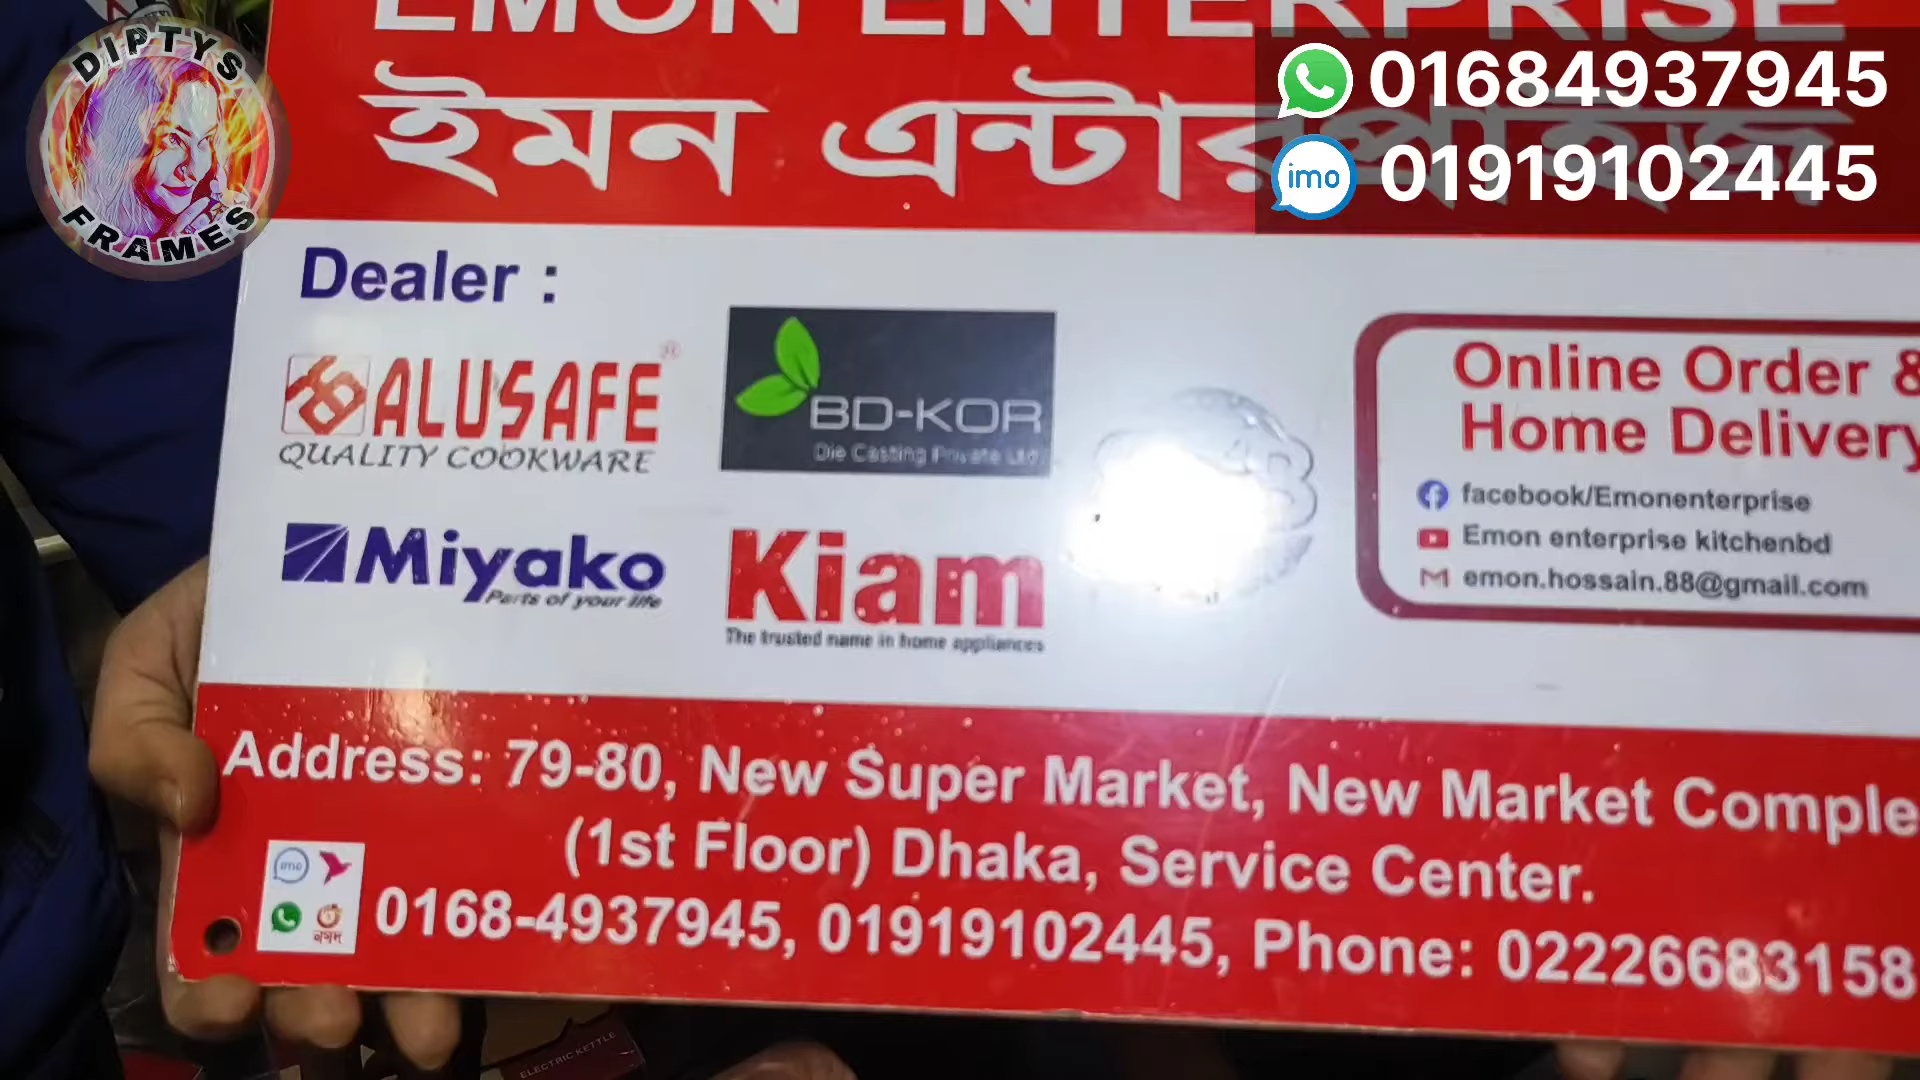 DIPTYS
FRAMES
EMON ENTERPRISE
01684937945
ইমন এন্টারপ্রাইজ
imo 01919102445
Dealer :
ALUSAFE®
QUALITY COOKWARE
BD-KOR
Die Casting Private Ltd
Miyako
Parts of your life
Kiam
The trusted name in home appliances
Online Order &
Home Delivery
facebook/Emonenterprise
Emon enterprise kitchenbd
emon.hossain.88@gmail.com
Address: 79-80, New Super Market, New Market Comple
(1st Floor) Dhaka, Service Center.
imo
নগদ
0168-4937945, 01919102445, Phone: 02226683158
ELECTRIC KETTLE